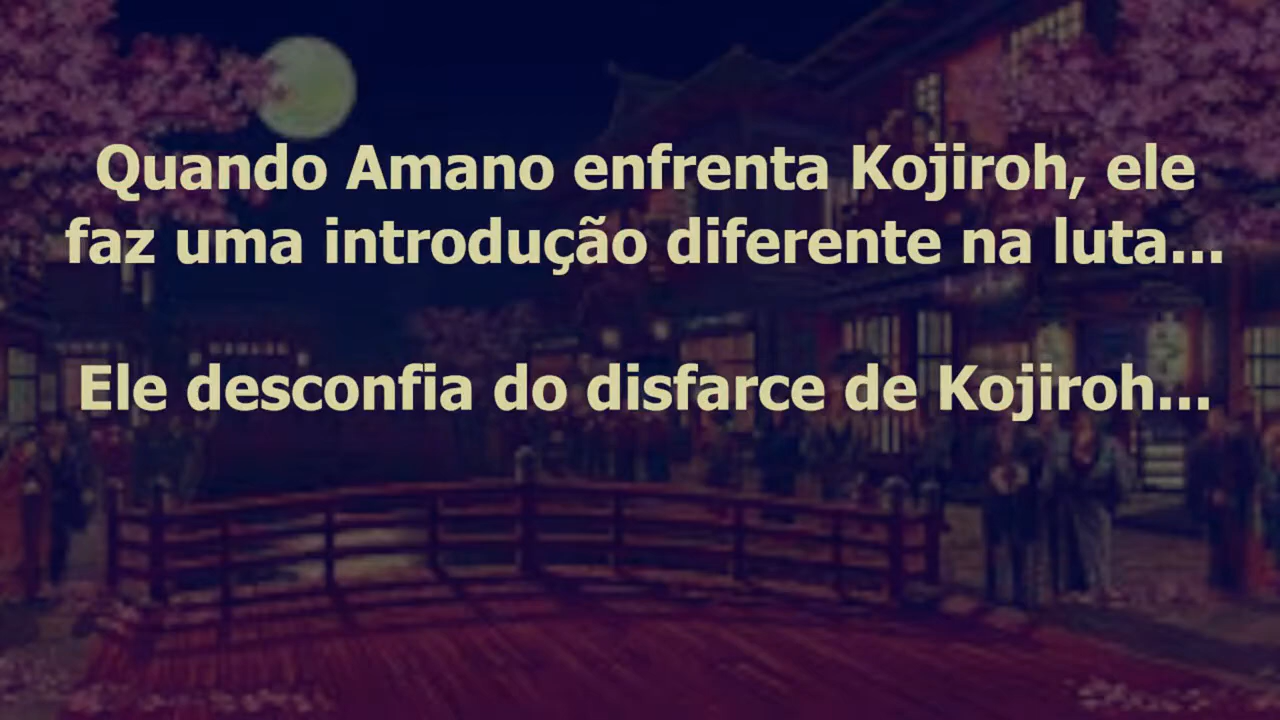 Quando Amano enfrenta Kojiroh, ele
faz uma introdução diferente na luta...
Ele desconfia do disfarce de Kojiroh...